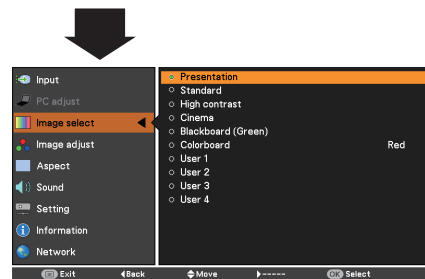 Input
PC adjust
Image select
Image adjust
Aspect
Sound
Setting
Information
Network
Presentation
Standard
High contrast
Cinema
Blackboard (Green)
Colorboard Red
User 1
User 2
User 3
User 4
Exit Back Move ----- OK Select